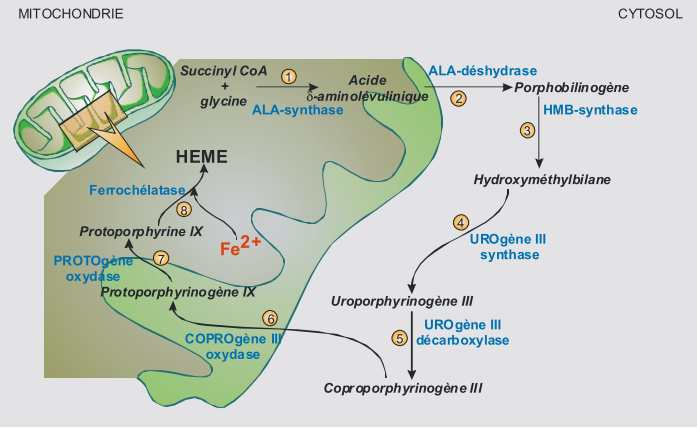 MITOCHONDRIE
CYTOSOL
Succinyl CoA
+
glycine
1
ALA-synthase
Acide
δ-aminolévulinique
ALA-déshydrase
2
Porphobilinogène
HMB-synthase
3
Hydroxyméthylbilane
4
UROgène III
synthase
Uroporphyrinogène III
5
UROgène III
décarboxylase
Coproporphyrinogène III
6
COPROgène III
oxydase
Protoporphyrinogène IX
7
PROTOgène
oxydase
Protoporphyrine IX
8
Ferrochélatase
Fe2+
HEME